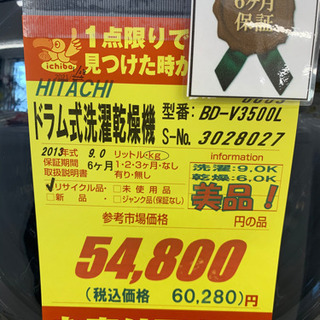 6ヶ月
保証
1点限りで
見つけた時が
ichiban
HITACHI
ドラム式洗濯乾燥機
型番: BD-V3500L
S-No. 3028027
2013年式 9.0 リットル・kg
保証期間 6ヶ月 1・2・3ヶ月・なし
取扱説明書 有り・無し
リサイクル品 □未使用品
□新品 □ジャンク品(保証なし)
information
洗濯:9.0K
乾燥:6.0K
美品!
参考市場価格 円の品
54,800
(税込価格 60,280)円